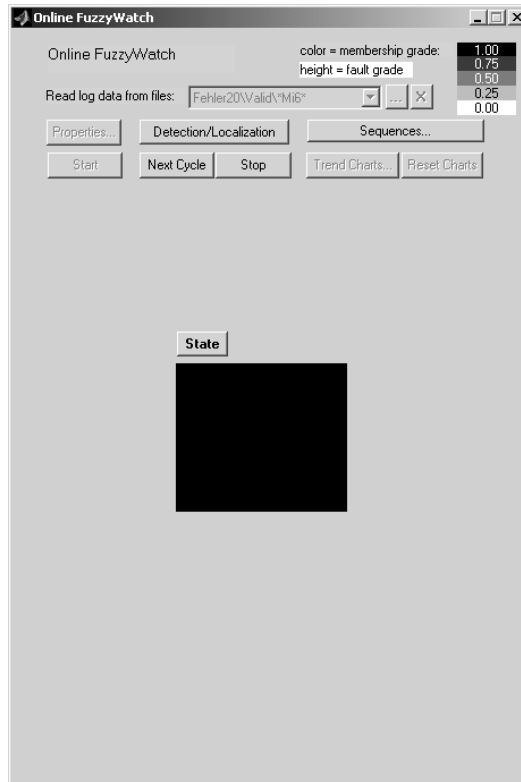 Online FuzzyWatch
Online FuzzyWatch
color = membership grade:
height = fault grade
1.00
0.75
0.50
0.25
0.00
Read log data from files:
Fehler20\Valid\*Mi6*
...
Properties...
Detection/Localization
Sequences...
Start
Next Cycle
Stop
Trend Charts...
Reset Charts
State